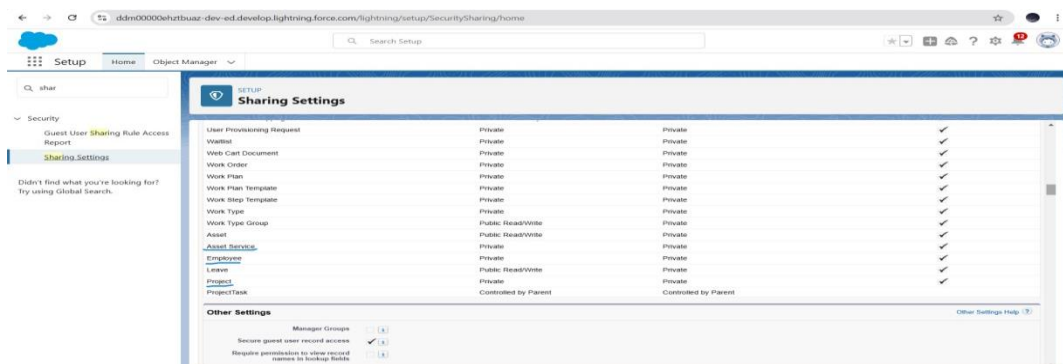 ddm00000ehztbuaz-dev-ed.develop.lightning.force.com/lightning/setup/SecuritySharing/home
Search Setup
12
Setup Home Object Manager
shar
Security
Guest User Sharing Rule Access
Report
Sharing Settings
Didn't find what you're looking for?
Try using Global Search.
SETUP
Sharing Settings
User Provisioning Request Private Private
Waitlist Private Private
Web Cart Document Private Private
Work Order Private Private
Work Plan Private Private
Work Plan Template Private Private
Work Step Template Private Private
Work Type Private Private
Work Type Group Public Read/Write Private
Asset Public Read/Write Private
Asset Service Private Private
Employee Private Private
Leave Public Read/Write Private
Project Private Private
ProjectTask Controlled by Parent Controlled by Parent
Other Settings Other Settings Help ?
Manager Groups i
Secure guest user record access i
Require permission to view record
names in lookup fields i